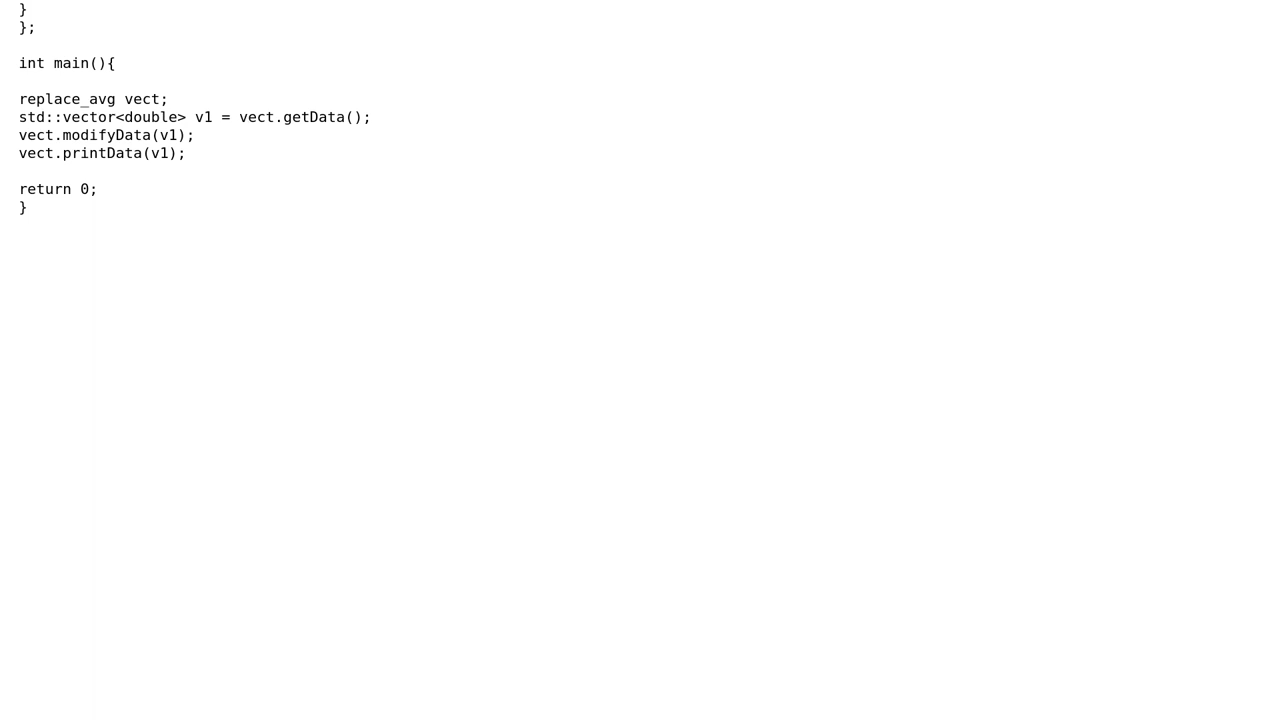 }
};
int main(){
replace_avg vect;
std::vector<double> v1 = vect.getData();
vect.modifyData(v1);
vect.printData(v1);
return 0;
}